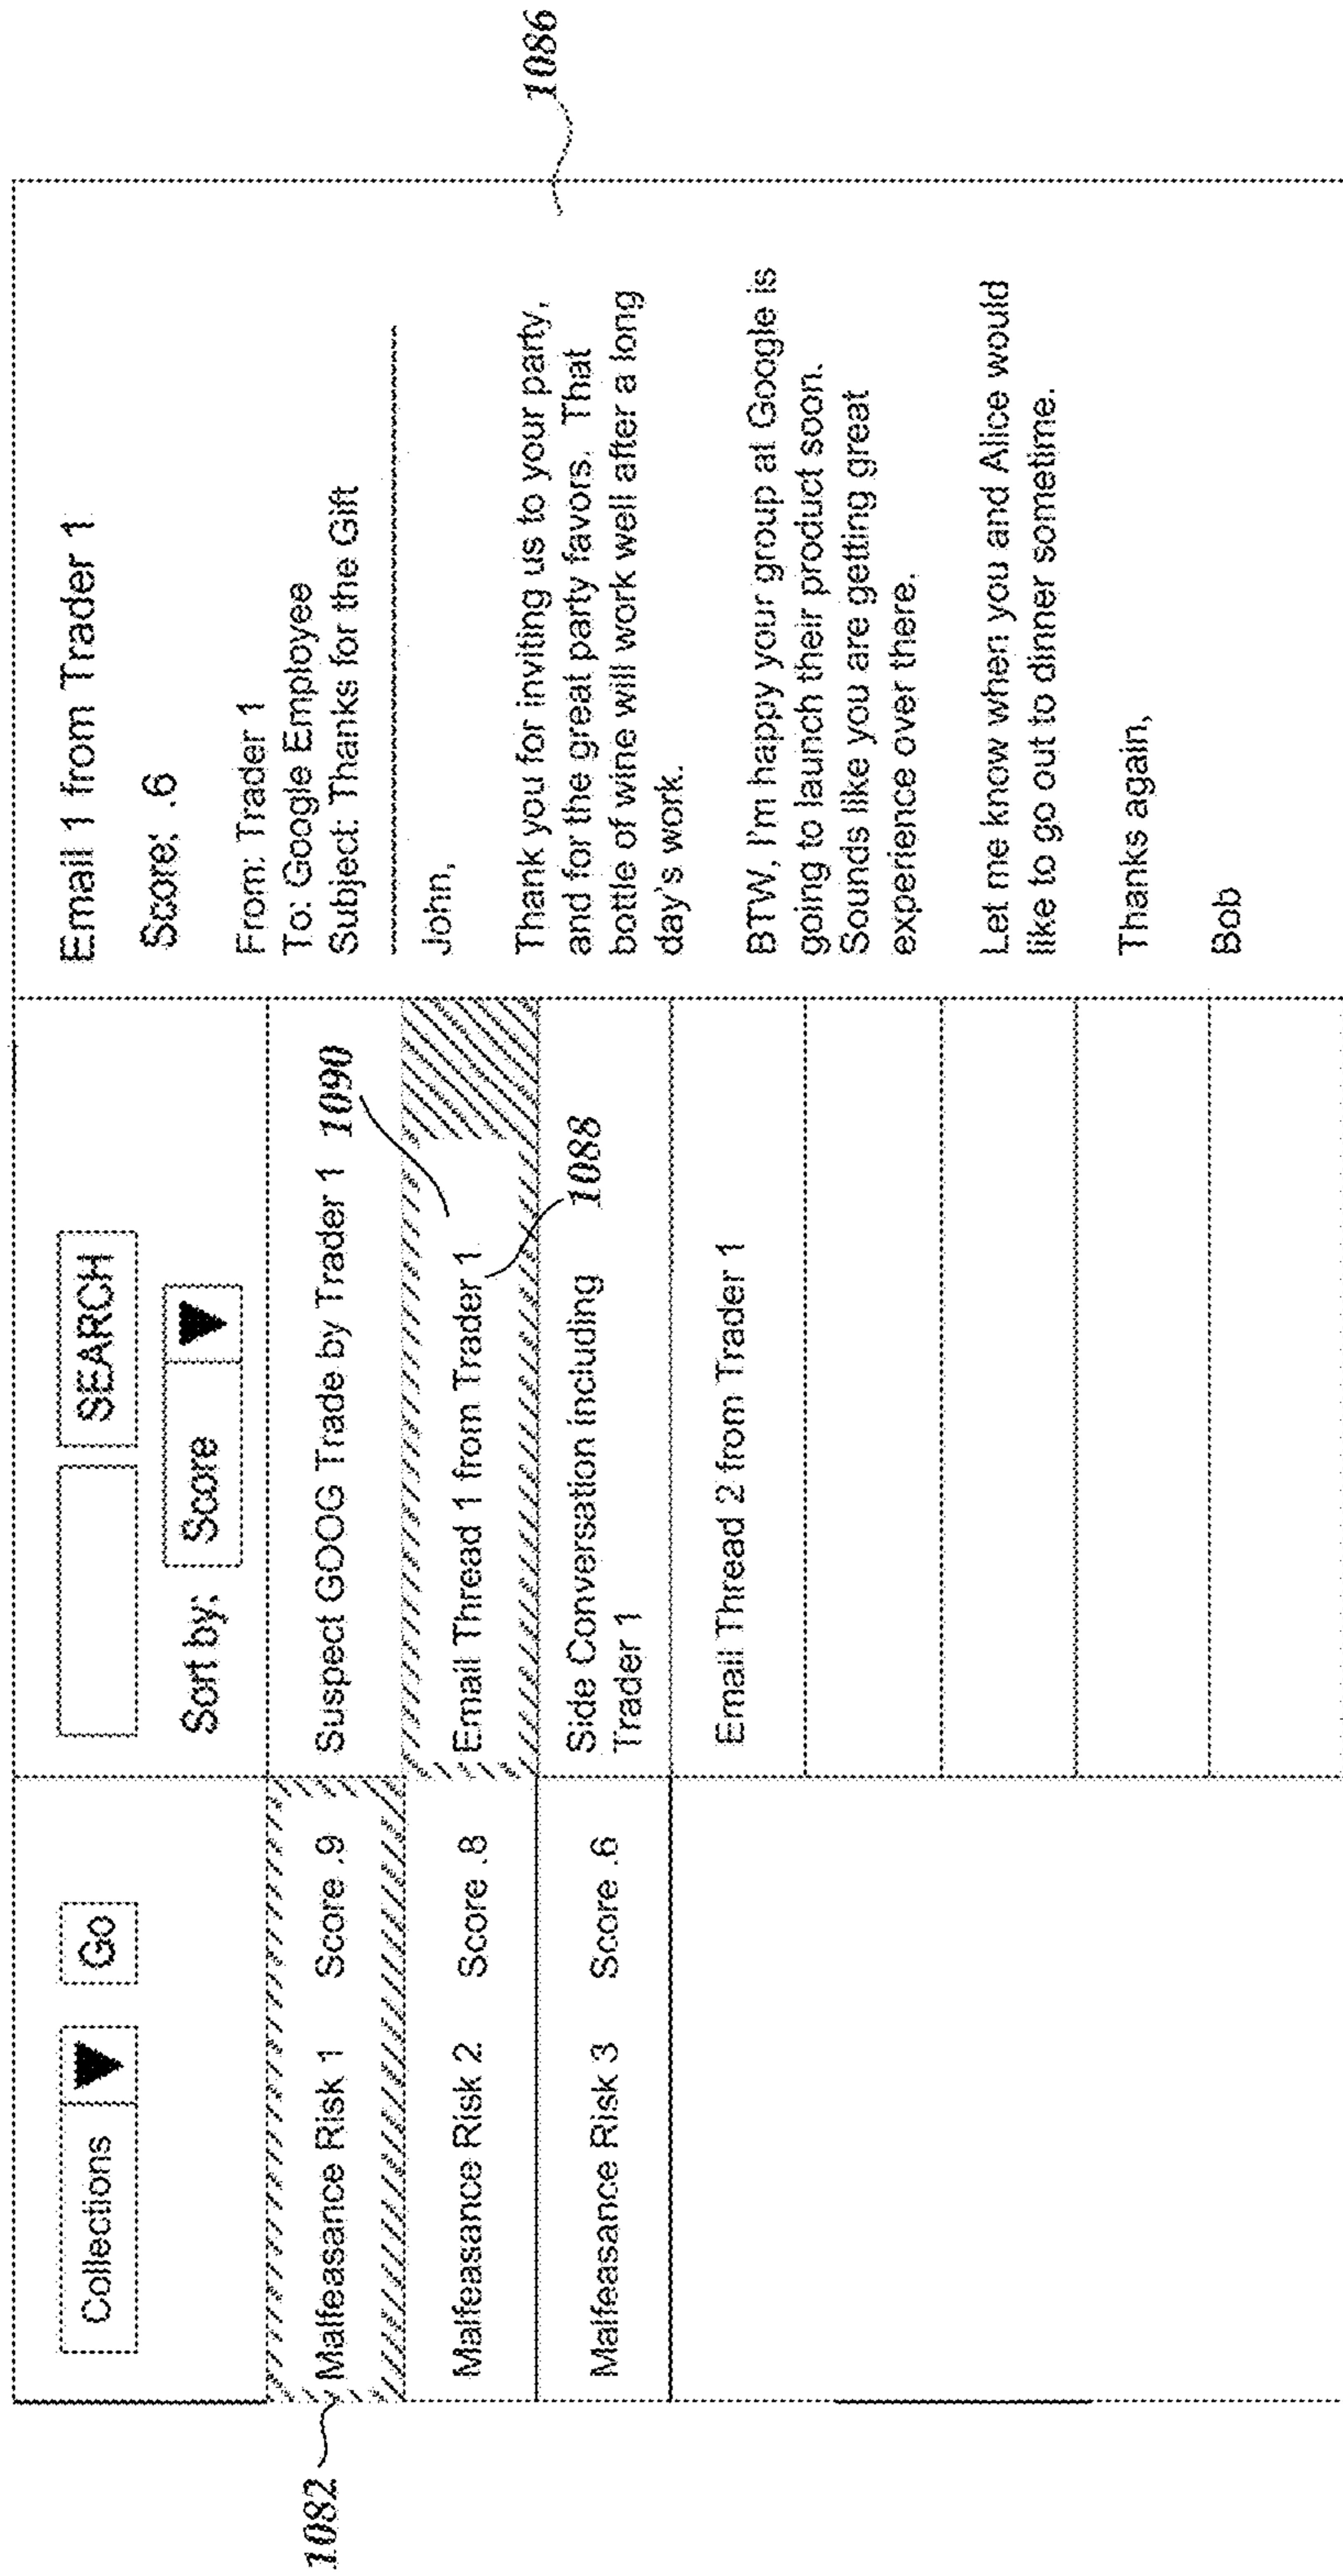 Collections
Go
1082
Malfeasance Risk 1 Score .9
Malfeasance Risk 2 Score .8
Malfeasance Risk 3 Score .6
SEARCH
Sort by: Score
Suspect GOOG Trade by Trader 1
1090
Email Thread 1 from Trader 1
1088
Side Conversation including
Trader 1
Email Thread 2 from Trader 1
Email 1 from Trader 1
Score: .6
From: Trader 1
To: Google Employee
Subject: Thanks for the Gift
John,
Thank you for inviting us to your party,
and for the great party favors. That
bottle of wine will work well after a long
day's work.
BTW, I'm happy your group at Google is
going to launch their product soon.
Sounds like you are getting great
experience over there.
Let me know when you and Alice would
like to go out to dinner sometime.
Thanks again,
Bob
1086